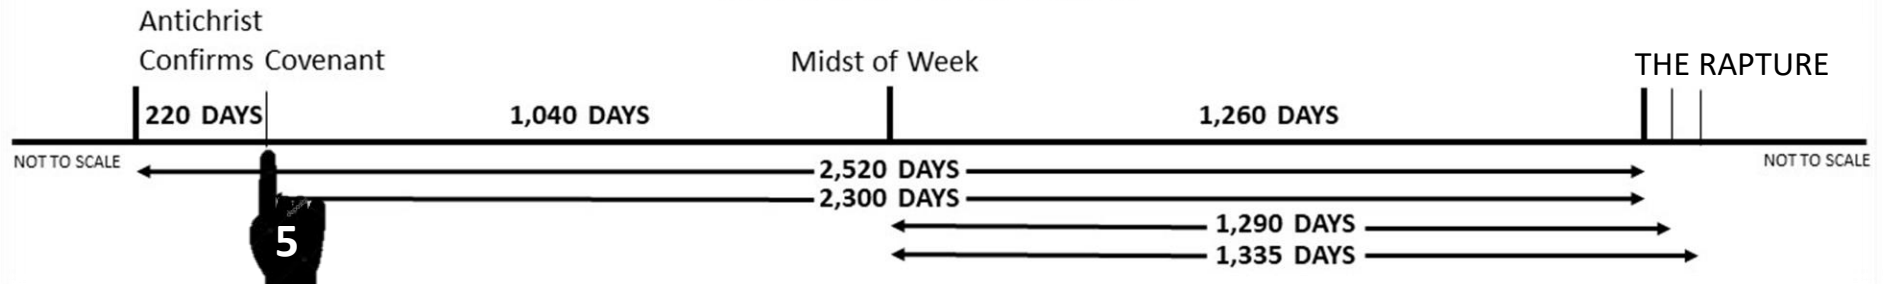 Antichrist
Confirms Covenant
Midst of Week
THE RAPTURE
220 DAYS
1,040 DAYS
1,260 DAYS
NOT TO SCALE
NOT TO SCALE
2,520 DAYS
2,300 DAYS
1,290 DAYS
1,335 DAYS
5